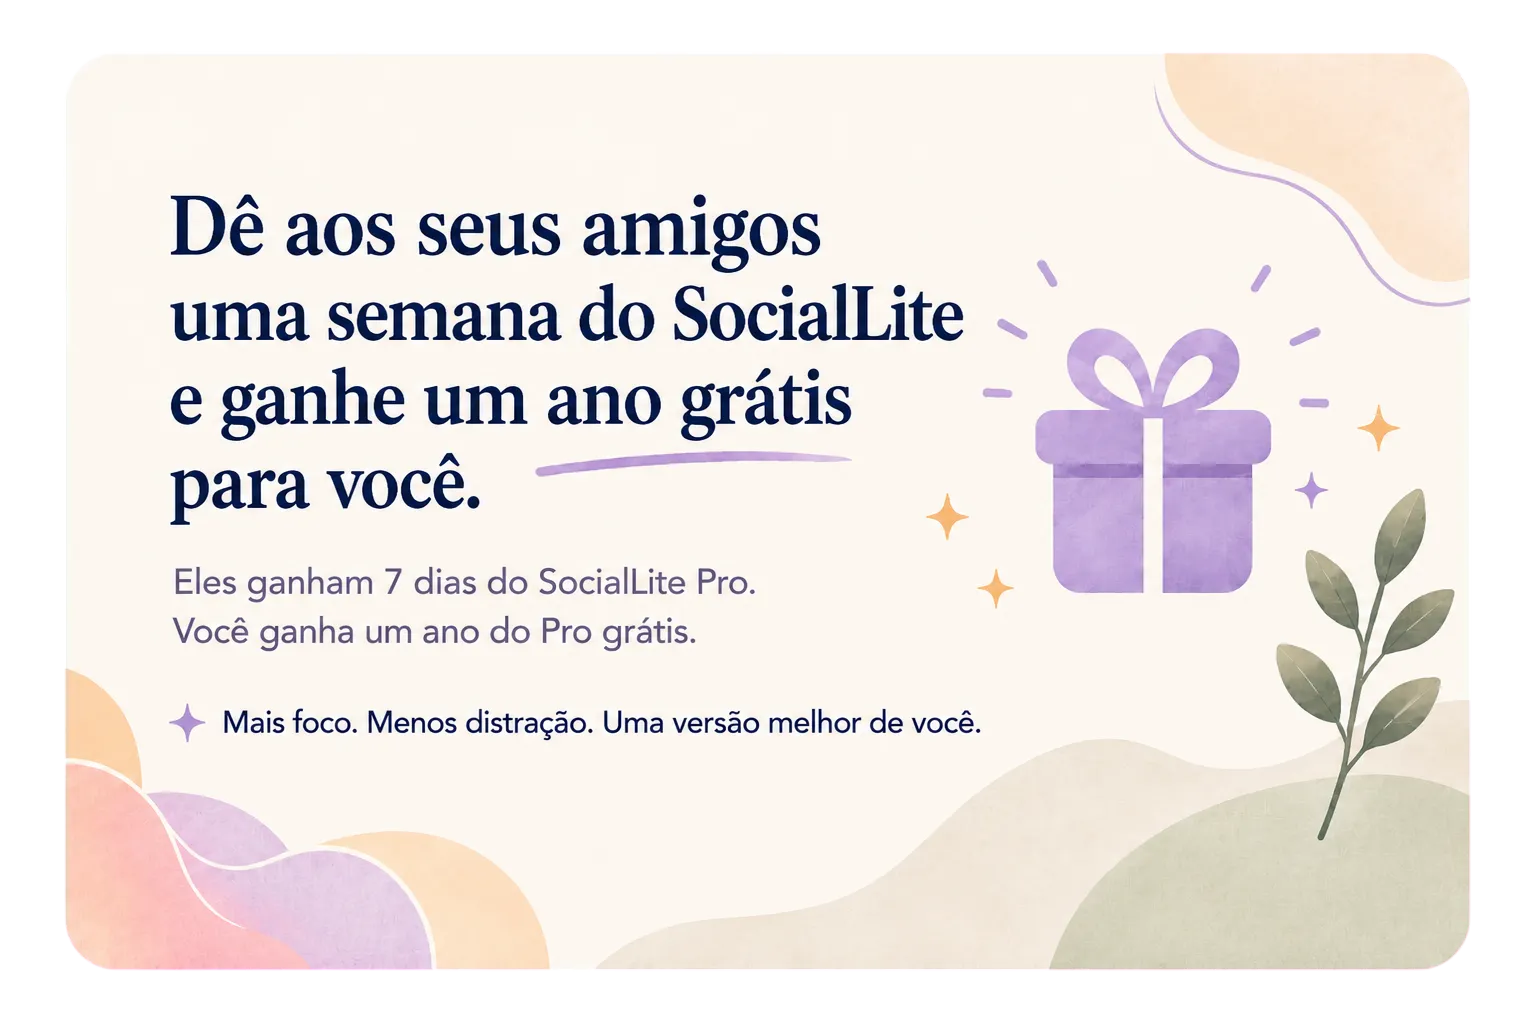 Dê aos seus amigos
uma semana do SocialLite
e ganhe um ano grátis
para você.
Eles ganham 7 dias do SocialLite Pro.
Você ganha um ano do Pro grátis.
Mais foco. Menos distração. Uma versão melhor de você.